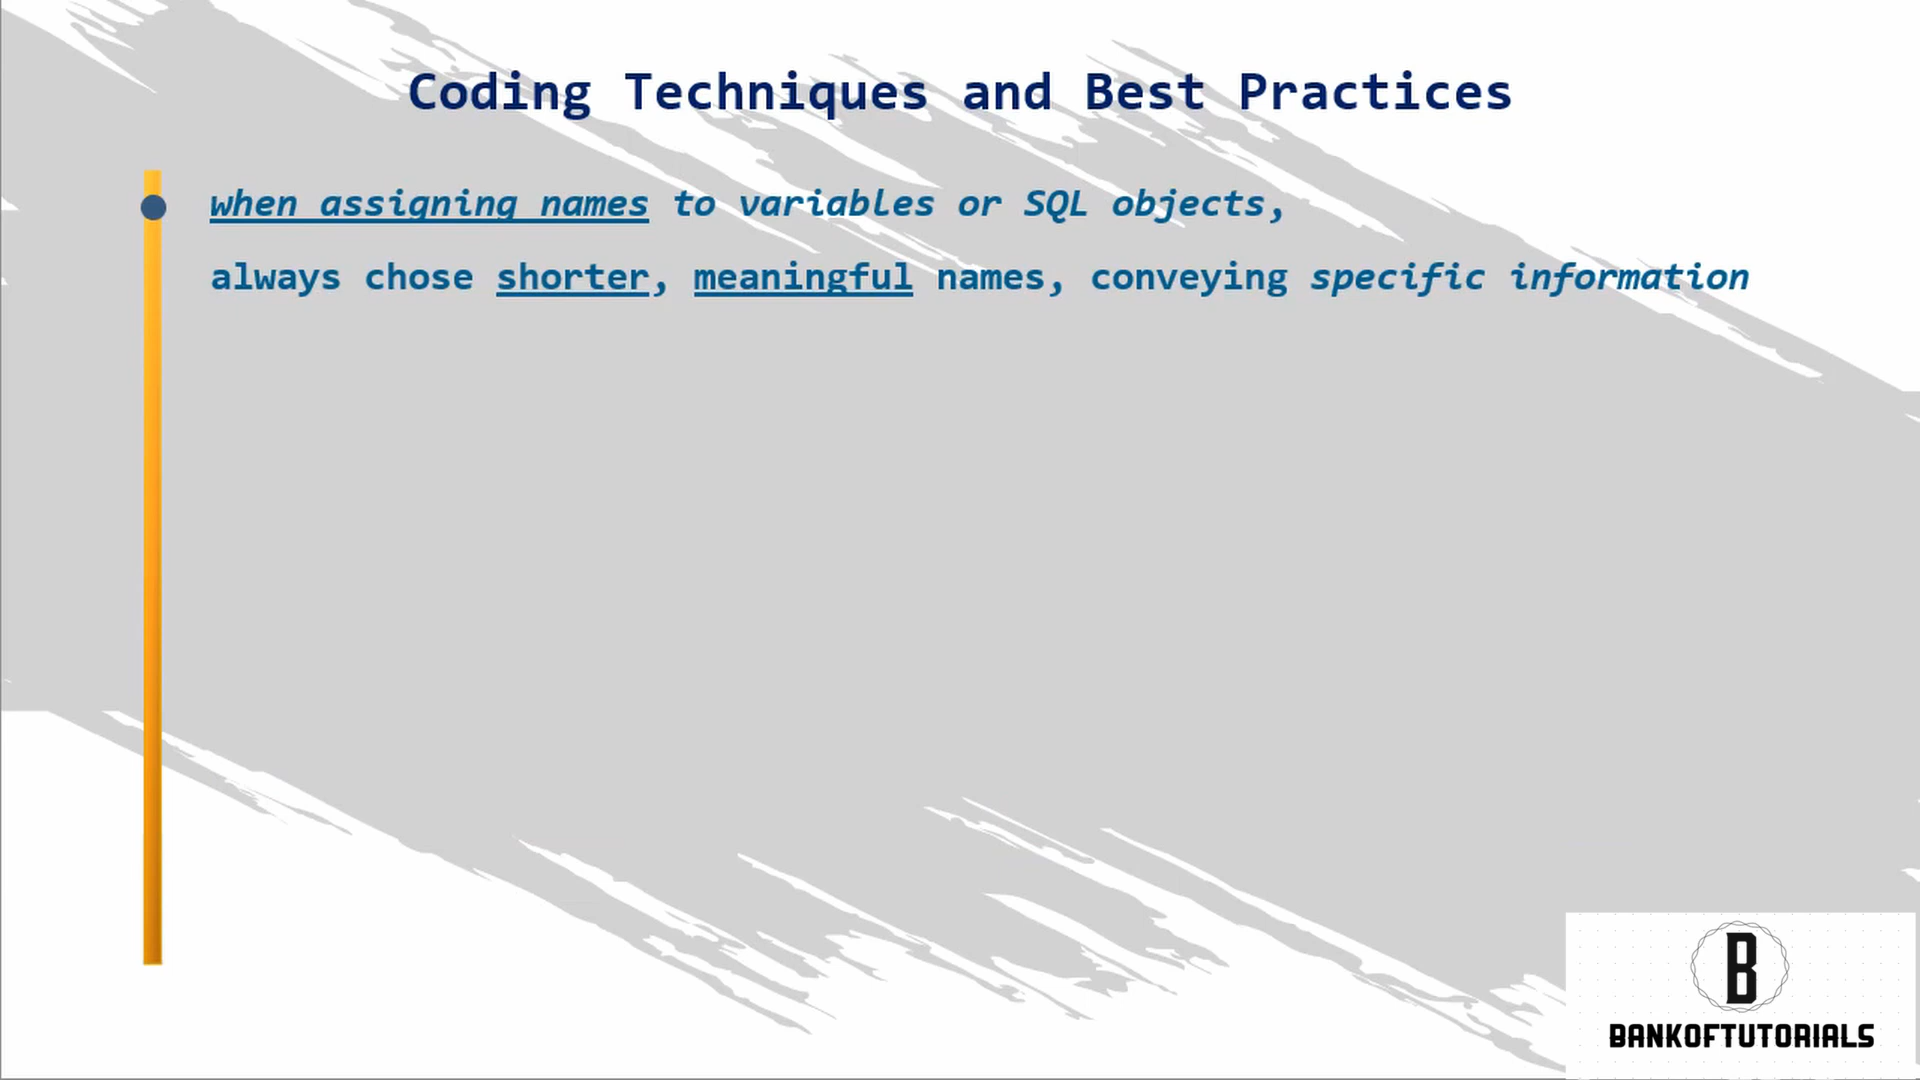 Coding Techniques and Best Practices
when assigning names to variables or SQL objects,
always chose shorter, meaningful names, conveying specific information
B
BANKOFTUTORIALS